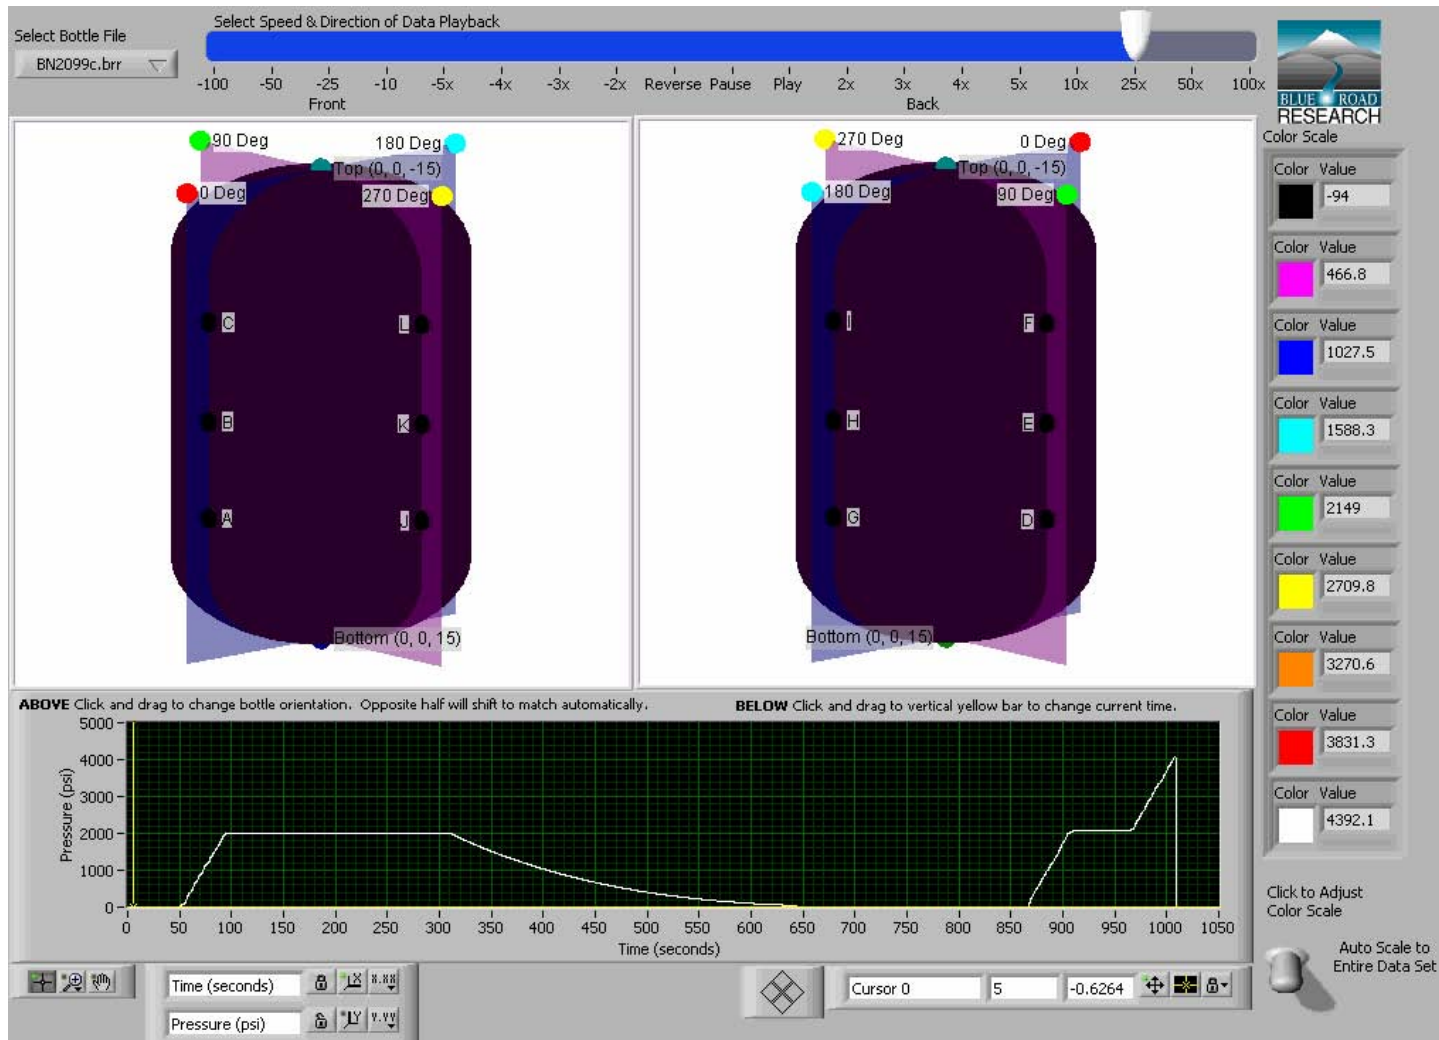 Select Bottle File
BN2099c.brr
Select Speed & Direction of Data Playback
-100 -50 -25 -10 -5x -4x -3x -2x Reverse Pause Play 2x 3x 4x 5x 10x 25x 50x 100x
Front Back
BLUE ROAD
RESEARCH
90 Deg
180 Deg
Top (0, 0, -15)
0 Deg
270 Deg
C L
B K
A J
Bottom (0, 0, 15)
270 Deg
0 Deg
Top (0, 0, -15)
180 Deg
90 Deg
I F
H E
G D
Bottom (0, 0, 15)
Color Scale
Color Value
-94
Color Value
466.8
Color Value
1027.5
Color Value
1588.3
Color Value
2149
Color Value
2709.8
Color Value
3270.6
Color Value
3831.3
Color Value
4392.1
Click to Adjust
Color Scale
Auto Scale to
Entire Data Set
ABOVE Click and drag to change bottle orientation. Opposite half will shift to match automatically.
BELOW Click and drag to vertical yellow bar to change current time.
Pressure (psi)
5000
4000
3000
2000
1000
0
0 50 100 150 200 250 300 350 400 450 500 550 600 650 700 750 800 850 900 950 1000 1050
Time (seconds)
Time (seconds) X X.XX
Pressure (psi) Y Y.YY
Cursor 0 5 -0.6264